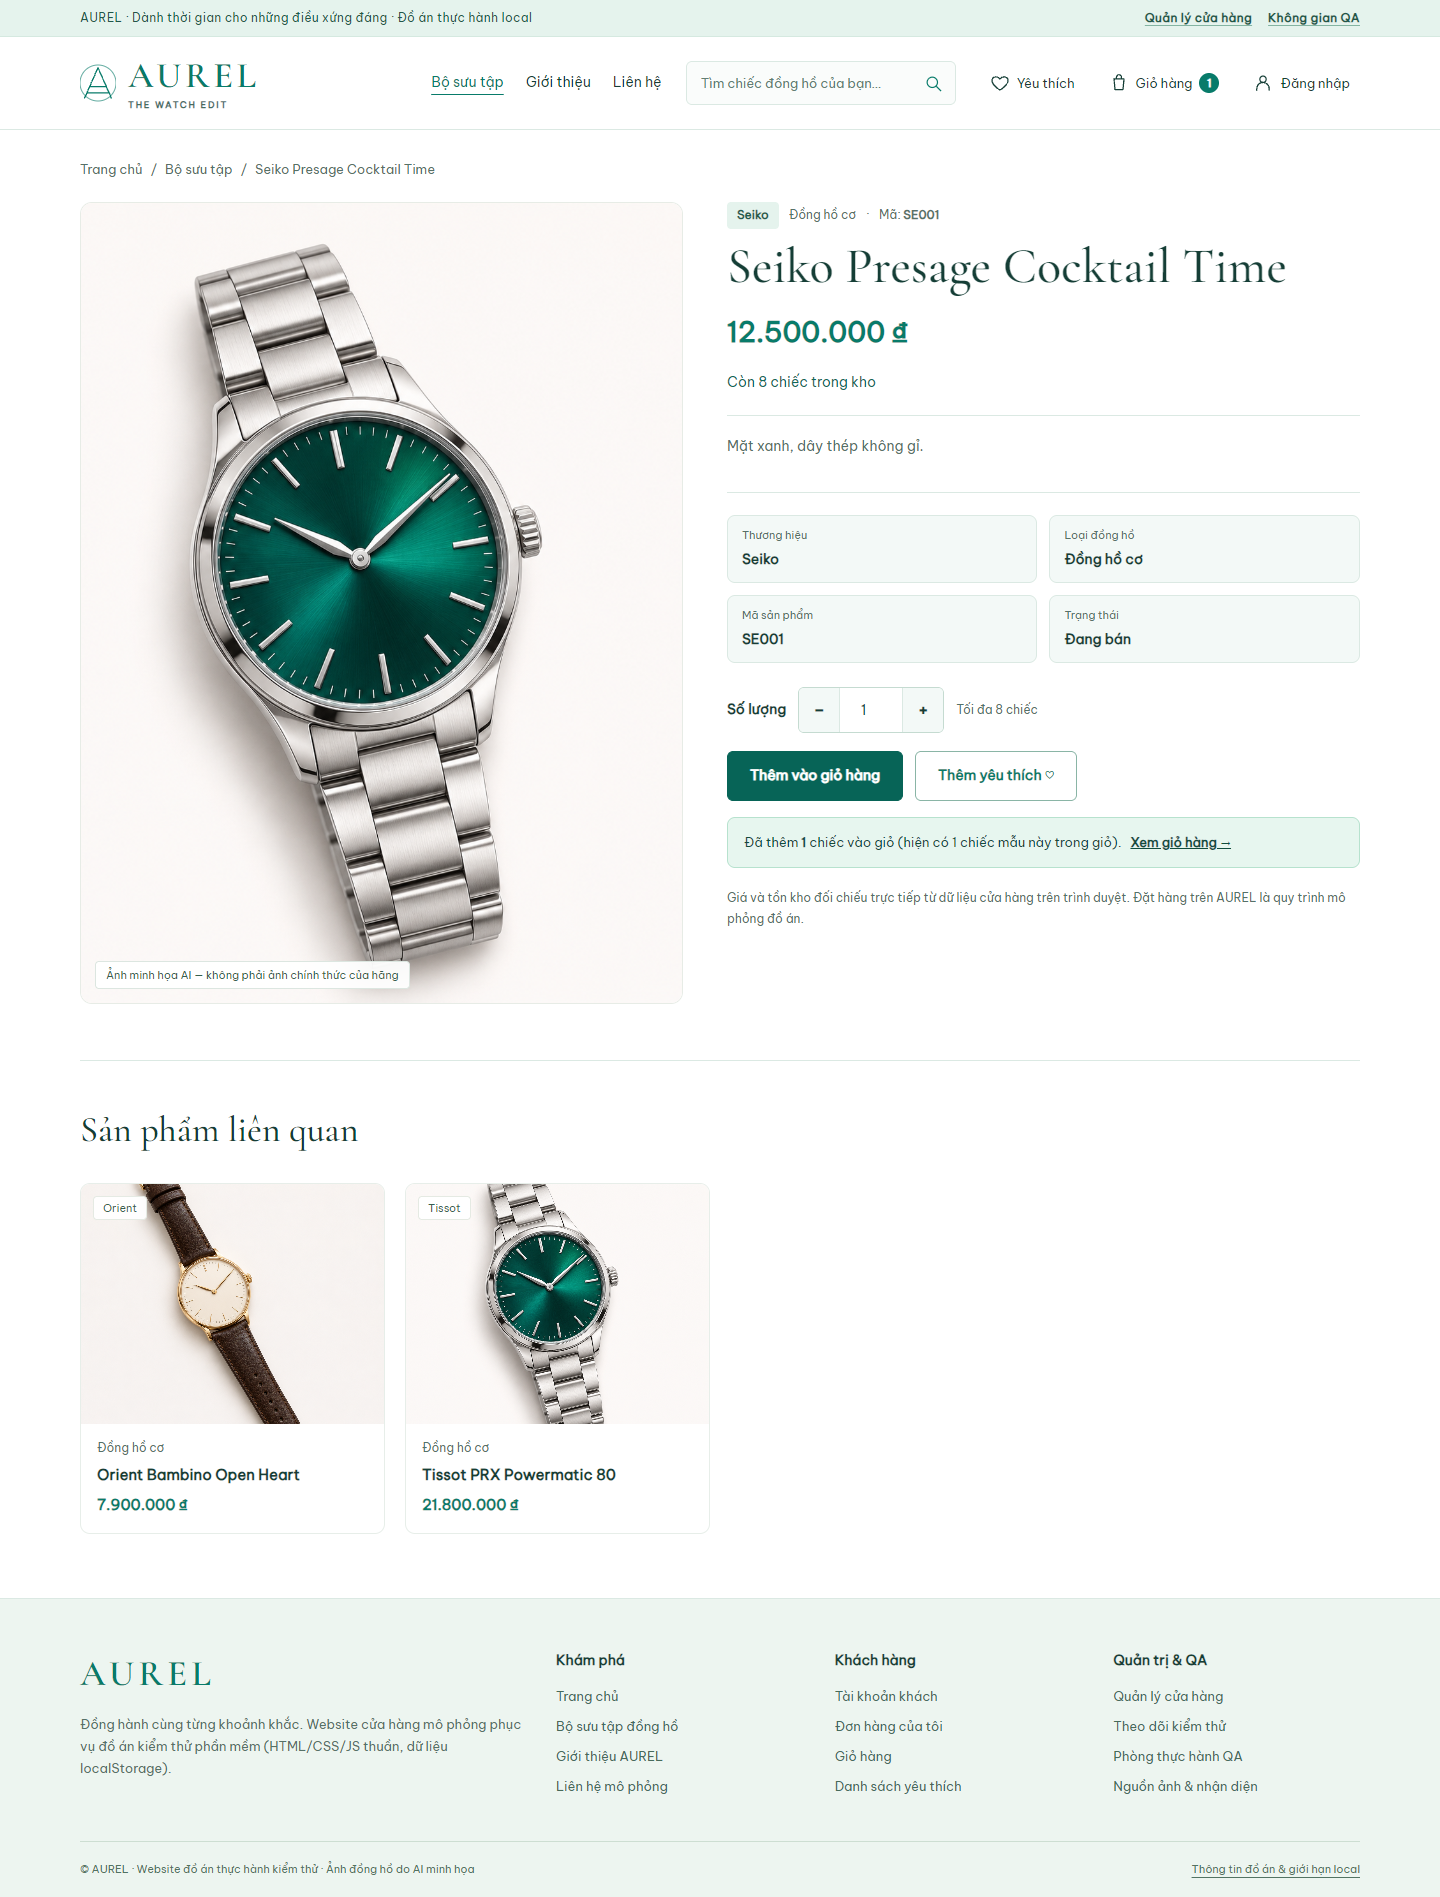 AUREL · Dành thời gian cho những điều xứng đáng · Đồ án thực hành local
Quản lý cửa hàng Không gian QA
AUREL
THE WATCH EDIT
Bộ sưu tập Giới thiệu Liên hệ
Tìm chiếc đồng hồ của bạn...
Yêu thích
Giỏ hàng 1
Đăng nhập
Trang chủ / Bộ sưu tập / Seiko Presage Cocktail Time
Ảnh minh họa AI — không phải ảnh chính thức của hãng
Seiko Đồng hồ cơ · Mã: SE001
Seiko Presage Cocktail Time
12.500.000 ₫
Còn 8 chiếc trong kho
Mặt xanh, dây thép không gỉ.
Thương hiệu
Seiko
Loại đồng hồ
Đồng hồ cơ
Mã sản phẩm
SE001
Trạng thái
Đang bán
Số lượng − 1 + Tối đa 8 chiếc
Thêm vào giỏ hàng
Thêm yêu thích ♡
Đã thêm 1 chiếc vào giỏ (hiện có 1 chiếc mẫu này trong giỏ). Xem giỏ hàng →
Giá và tồn kho đối chiếu trực tiếp từ dữ liệu cửa hàng trên trình duyệt. Đặt hàng trên AUREL là quy trình mô
phỏng đồ án.
Sản phẩm liên quan
Orient
Đồng hồ cơ
Orient Bambino Open Heart
7.900.000 ₫
Tissot
Đồng hồ cơ
Tissot PRX Powermatic 80
21.800.000 ₫
AUREL
Đồng hành cùng từng khoảnh khắc. Website cửa hàng mô phỏng phục
vụ đồ án kiểm thử phần mềm (HTML/CSS/JS thuần, dữ liệu
localStorage).
Khám phá
Trang chủ
Bộ sưu tập đồng hồ
Giới thiệu AUREL
Liên hệ mô phỏng
Khách hàng
Tài khoản khách
Đơn hàng của tôi
Giỏ hàng
Danh sách yêu thích
Quản trị & QA
Quản lý cửa hàng
Theo dõi kiểm thử
Phòng thực hành QA
Nguồn ảnh & nhận diện
© AUREL · Website đồ án thực hành kiểm thử · Ảnh đồng hồ do AI minh họa
Thông tin đồ án & giới hạn local